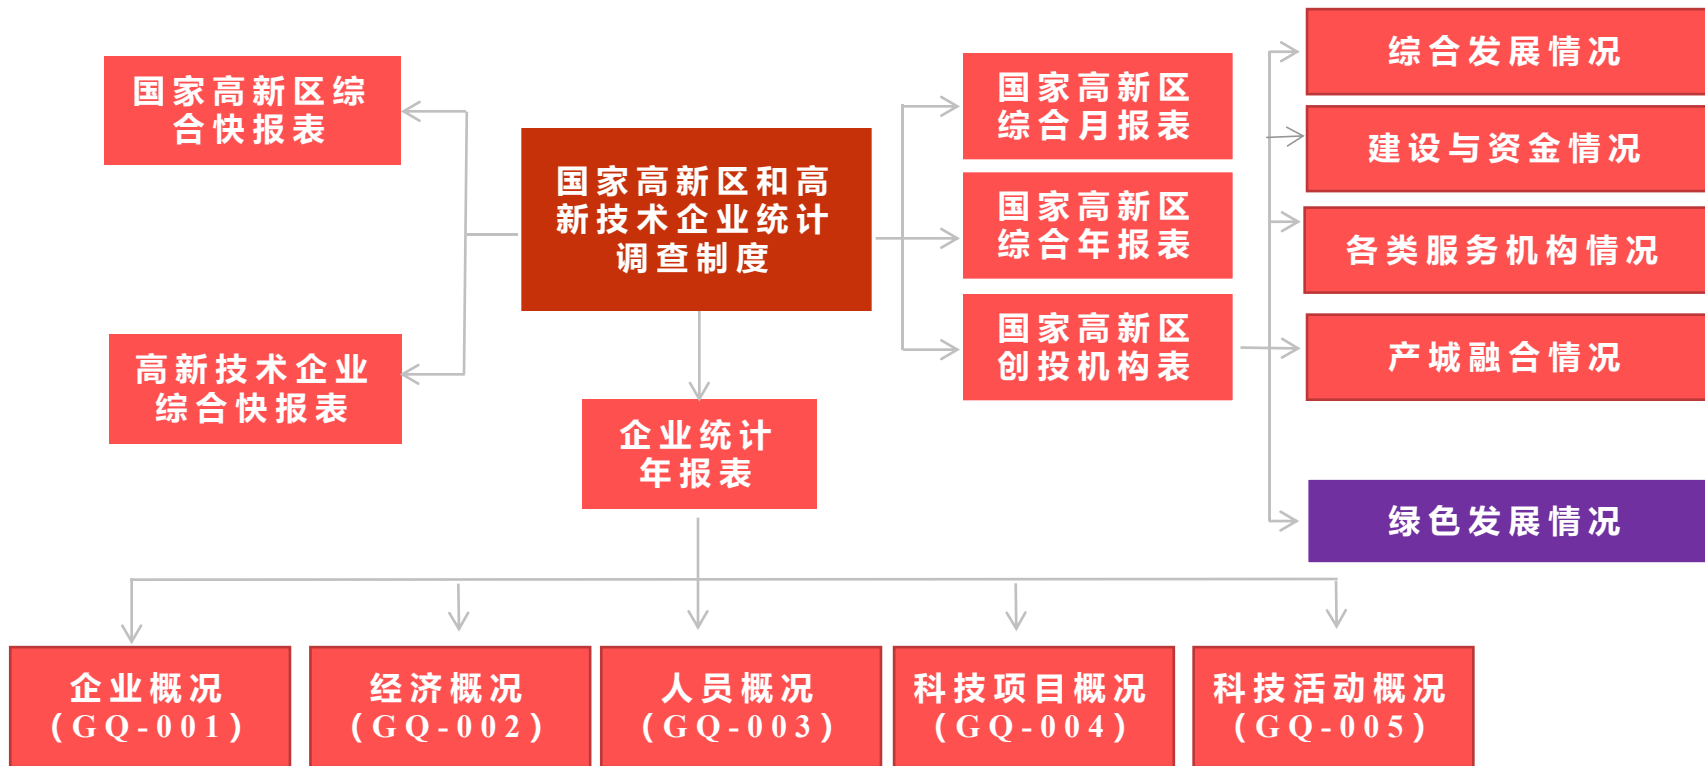 国家高新区综
合快报表
高新技术企业
综合快报表
国家高新区和高
新技术企业统计
调查制度
企业统计
年报表
国家高新区
综合月报表
国家高新区
综合年报表
国家高新区
创投机构表
综合发展情况
建设与资金情况
各类服务机构情况
产城融合情况
绿色发展情况
企业概况
(GQ-001)
经济概况
(GQ-002)
人员概况
(GQ-003)
科技项目概况
(GQ-004)
科技活动概况
(GQ-005)